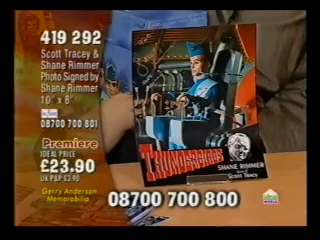 419 292
Scott Tracey &
Shane Rimmer
Photo Signed by
Shane Rimmer
10" x 8"
08700 700 801
Premiere
IDEAL PRICE
£23.90
UK P&P £3.90
Gerry Anderson
Memorabilia
THUNDERBIRDS
SHANE RIMMER
Scott Tracy
08700 700 800
WORLD